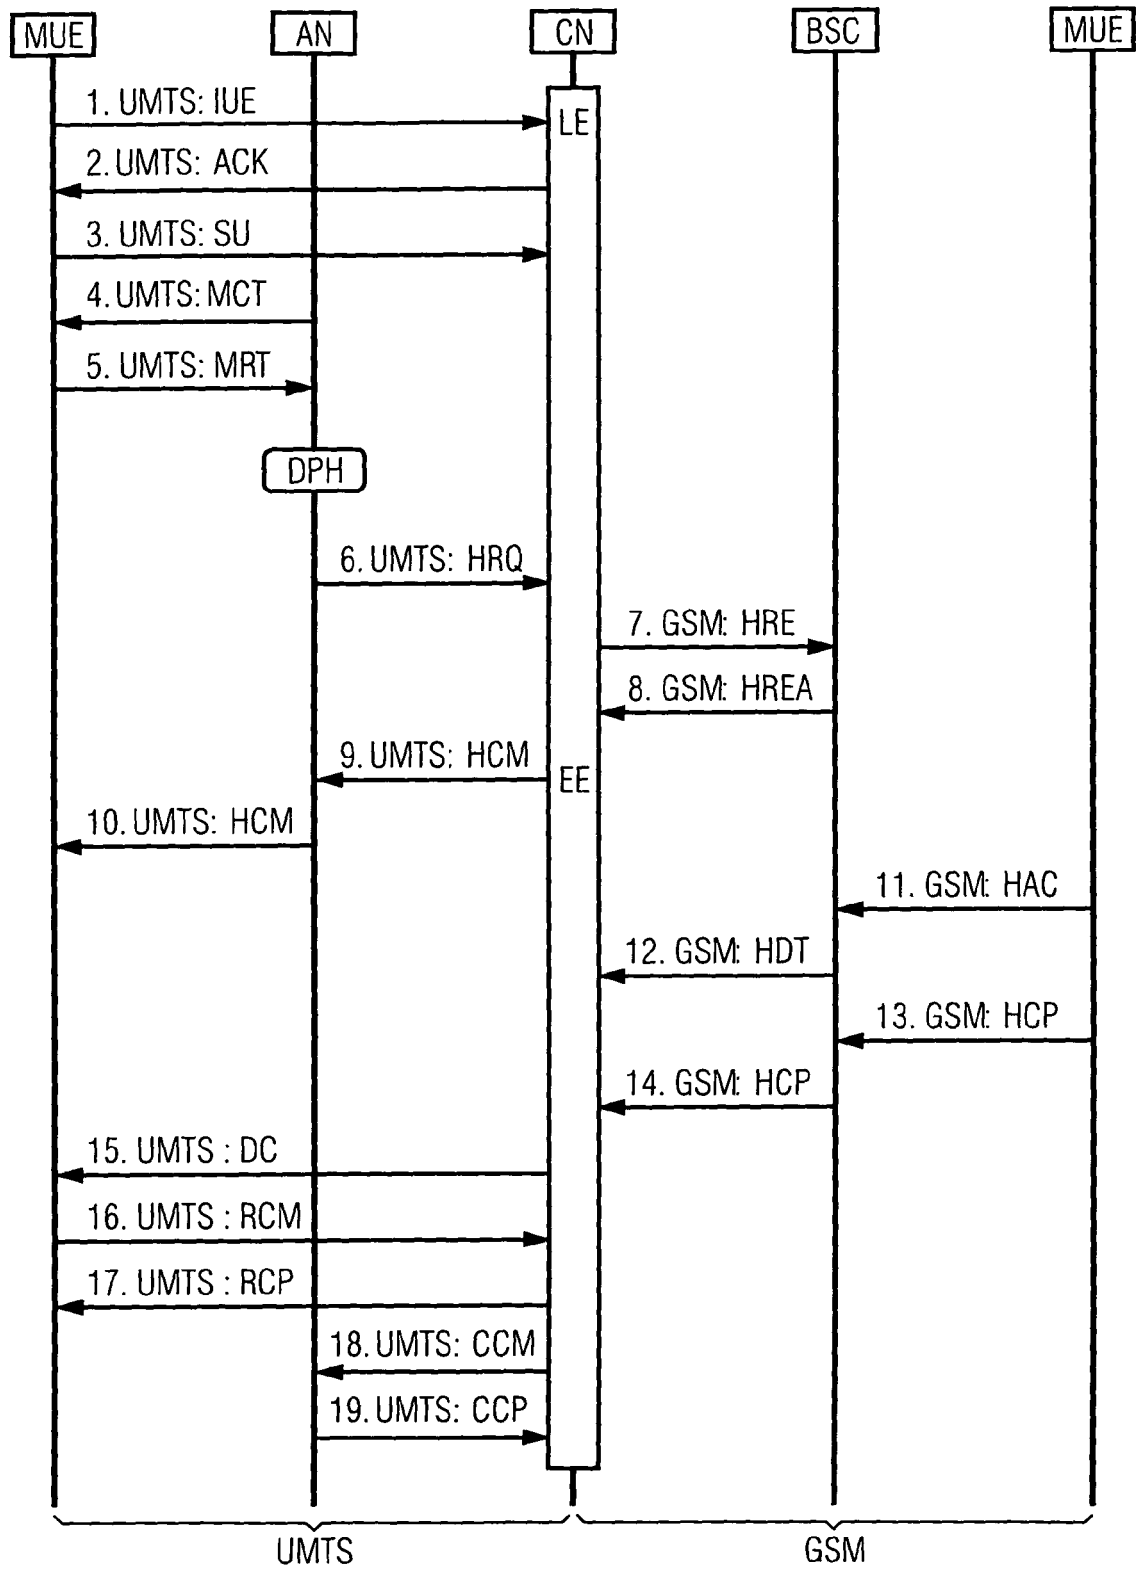 MUE AN CN BSC MUE
1. UMTS: IUE
LE
2. UMTS: ACK
3. UMTS: SU
4. UMTS: MCT
5. UMTS: MRT
DPH
6. UMTS: HRQ
7. GSM: HRE
8. GSM: HREA
9. UMTS: HCM
EE
10. UMTS: HCM
11. GSM: HAC
12. GSM: HDT
13. GSM: HCP
14. GSM: HCP
15. UMTS : DC
16. UMTS : RCM
17. UMTS : RCP
18. UMTS: CCM
19. UMTS: CCP
UMTS GSM